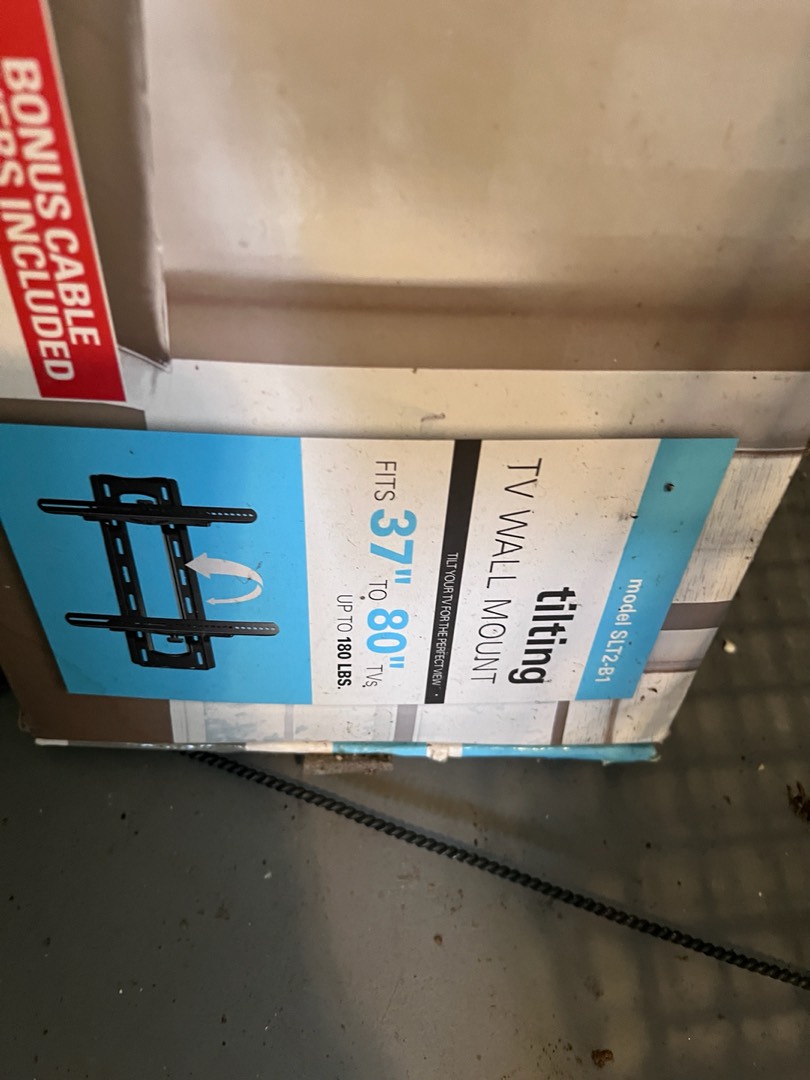 BONUS CABLE
INCLUDED
model SLT2-B1
tilting
TV WALL MOUNT
TILT YOUR TV FOR THE PERFECT VIEW
FITS 37" TO 80" TVs
UP TO 180 LBS.